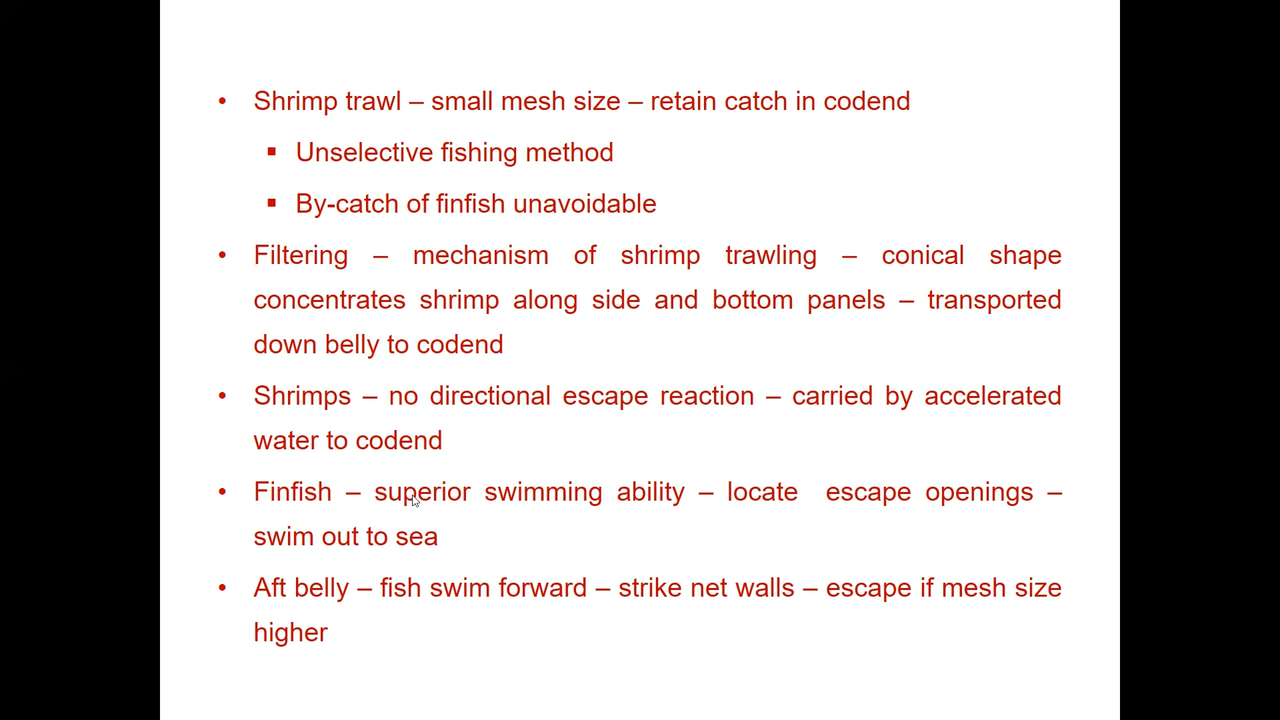 • Shrimp trawl – small mesh size – retain catch in codend
▪ Unselective fishing method
▪ By-catch of finfish unavoidable
• Filtering – mechanism of shrimp trawling – conical shape
concentrates shrimp along side and bottom panels – transported
down belly to codend
• Shrimps – no directional escape reaction – carried by accelerated
water to codend
• Finfish – superior swimming ability – locate escape openings –
swim out to sea
• Aft belly – fish swim forward – strike net walls – escape if mesh size
higher